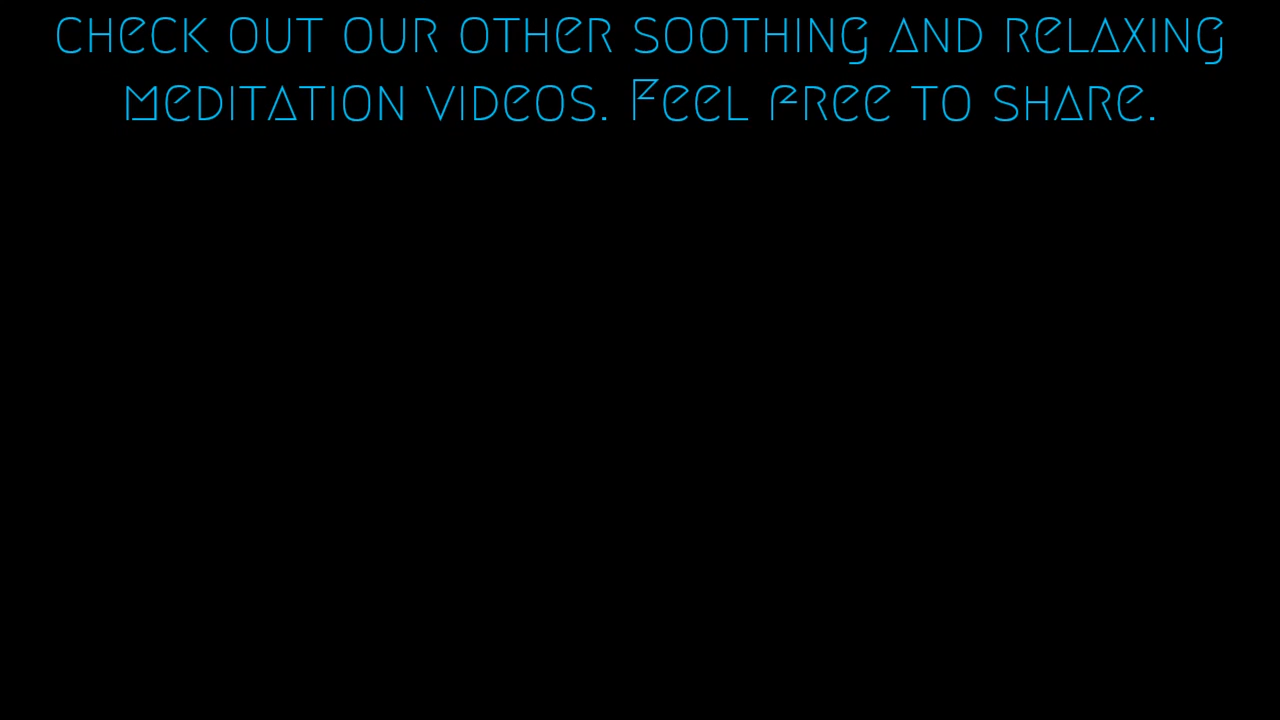 check out our other soothing and relaxing
meditation videos. Feel free to share.